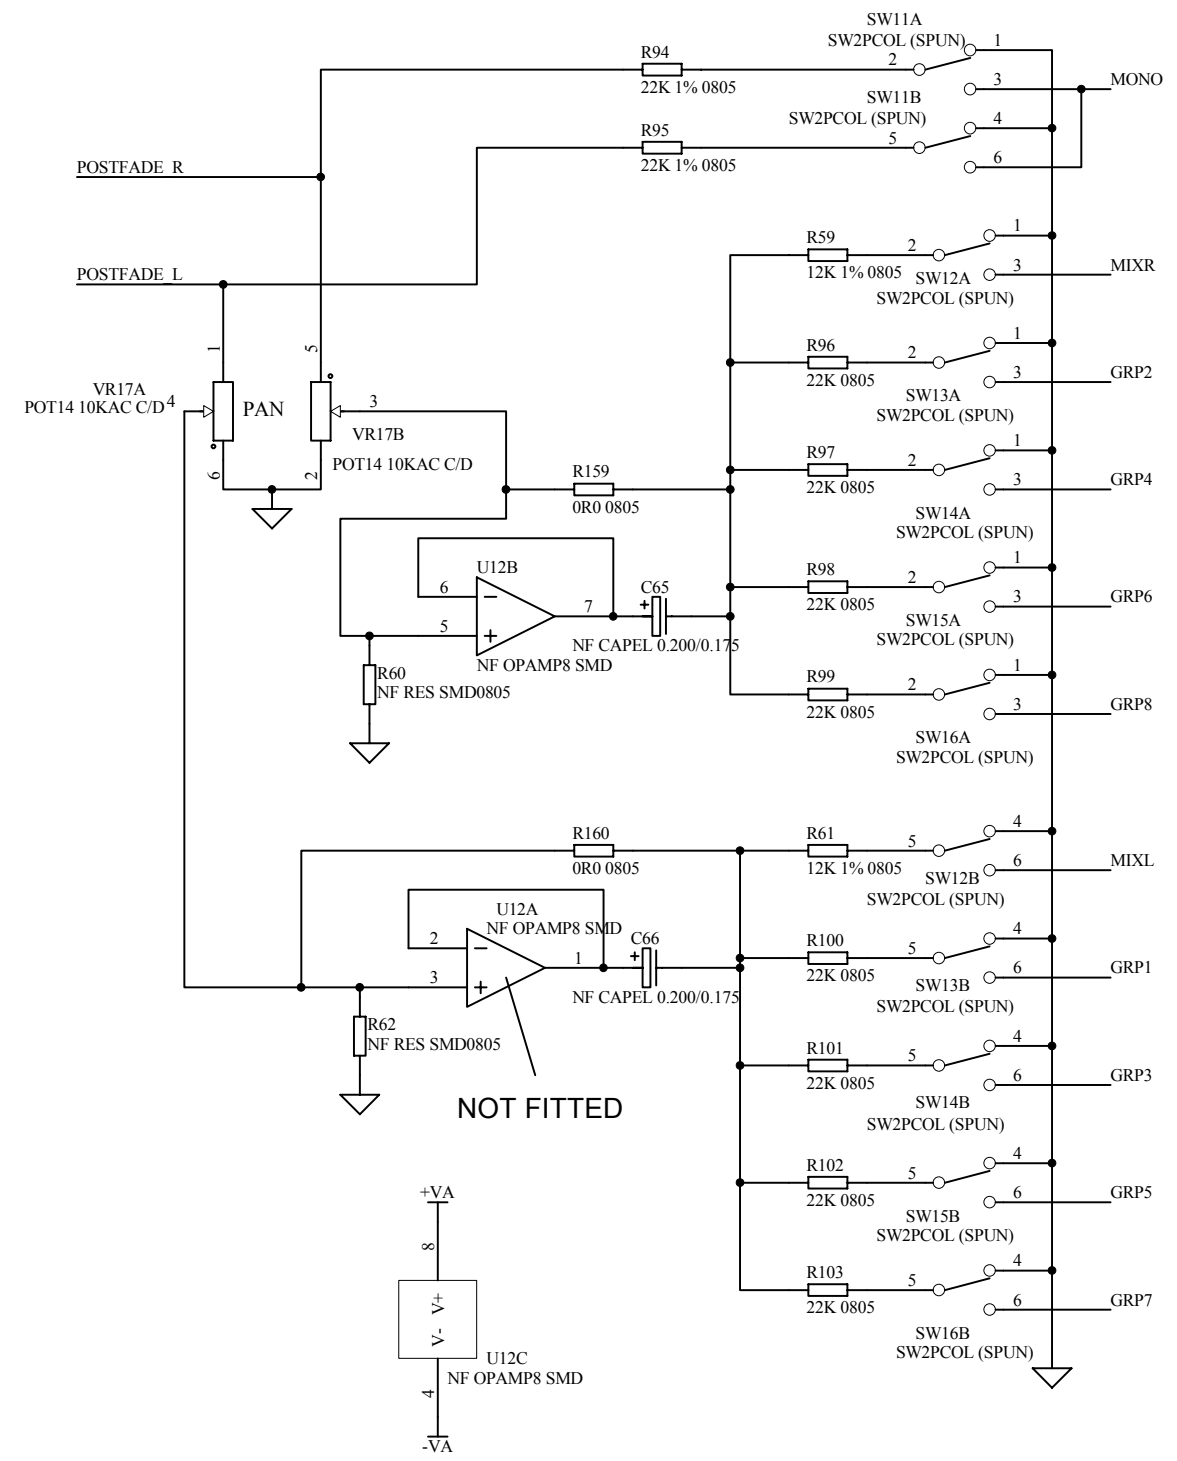 SW11A
SW2PCOL (SPUN)
1
R94
2
22K 1% 0805
3
MONO
SW11B
SW2PCOL (SPUN)
4
R95
5
22K 1% 0805
6
POSTFADE_R
POSTFADE_L
R59
2
1
12K 1% 0805
SW12A
3
MIXR
SW2PCOL (SPUN)
1
5
R96
2
1
22K 0805
3
GRP2
SW13A
SW2PCOL (SPUN)
VR17A
POT14 10KAC C/D
4
PAN
3
VR17B
POT14 10KAC C/D
6
2
R97
2
1
22K 0805
3
GRP4
SW14A
SW2PCOL (SPUN)
R159
0R0 0805
U12B
6
−
5
+
7
NF OPAMP8 SMD
C65
+
NF CAPEL 0.200/0.175
R98
2
1
22K 0805
3
GRP6
SW15A
SW2PCOL (SPUN)
R60
NF RES SMD0805
R99
2
1
22K 0805
3
GRP8
SW16A
SW2PCOL (SPUN)
R160
0R0 0805
R61
5
4
12K 1% 0805
6
MIXL
SW12B
SW2PCOL (SPUN)
U12A
NF OPAMP8 SMD
2
−
3
+
1
C66
+
NF CAPEL 0.200/0.175
R100
5
4
22K 0805
6
GRP1
SW13B
SW2PCOL (SPUN)
R62
NF RES SMD0805
NOT FITTED
R101
5
4
22K 0805
6
GRP3
SW14B
SW2PCOL (SPUN)
R102
5
4
22K 0805
6
GRP5
SW15B
SW2PCOL (SPUN)
R103
5
4
22K 0805
6
GRP7
SW16B
SW2PCOL (SPUN)
+VA
8
V- V+
U12C
NF OPAMP8 SMD
4
-VA